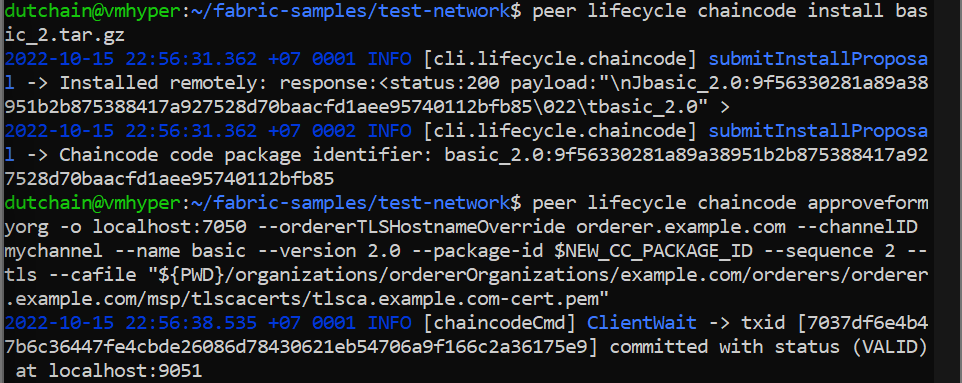 dutchain@vmhyper:~/fabric-samples/test-network$ peer lifecycle chaincode install bas
ic_2.tar.gz
2022-10-15 22:56:31.362 +07 0001 INFO [cli.lifecycle.chaincode] submitInstallProposa
l -> Installed remotely: response:<status:200 payload:"\nJbasic_2.0:9f56330281a89a38
951b2b875388417a927528d70baacfd1aee95740112bfb85\022\tbasic_2.0" >
2022-10-15 22:56:31.362 +07 0002 INFO [cli.lifecycle.chaincode] submitInstallProposa
l -> Chaincode code package identifier: basic_2.0:9f56330281a89a38951b2b875388417a92
7528d70baacfd1aee95740112bfb85
dutchain@vmhyper:~/fabric-samples/test-network$ peer lifecycle chaincode approveform
yorg -o localhost:7050 --ordererTLSHostnameOverride orderer.example.com --channelID
mychannel --name basic --version 2.0 --package-id $NEW_CC_PACKAGE_ID --sequence 2 --
tls --cafile "${PWD}/organizations/ordererOrganizations/example.com/orderers/orderer
.example.com/msp/tlscacerts/tlsca.example.com-cert.pem"
2022-10-15 22:56:38.535 +07 0001 INFO [chaincodeCmd] ClientWait -> txid [7037df6e4b4
7b6c36447fe4cbde26086d78430621eb54706a9f166c2a36175e9] committed with status (VALID)
 at localhost:9051